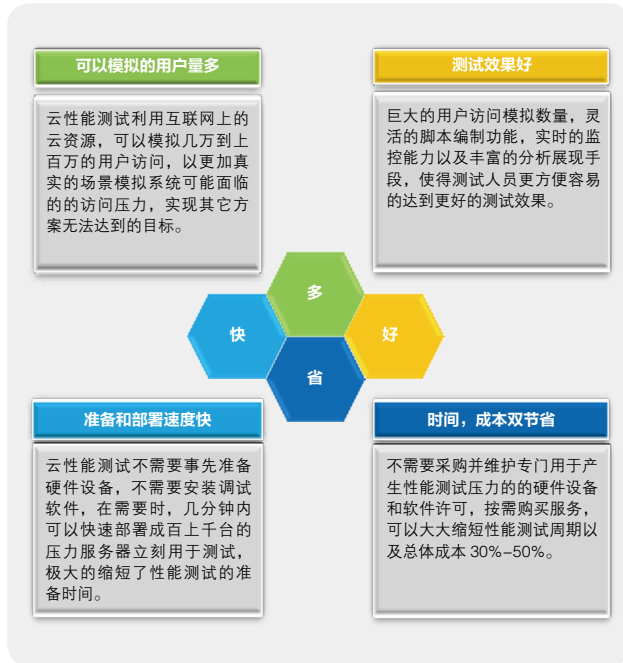 可以模拟的用户量多
云性能测试利用互联网上的
云资源，可以模拟几万到上
百万的用户访问，以更加真
实的场景模拟系统可能面临
的的访问压力，实现其它方
案无法达到的目标。
测试效果好
巨大的用户访问模拟数量，灵
活的脚本编制功能，实时的监
控能力以及丰富的分析展现手
段，使得测试人员更方便容易
的达到更好的测试效果。
多
快
好
省
准备和部署速度快
云性能测试不需要事先准备
硬件设备，不需要安装调试
软件，在需要时，几分钟内
可以快速部署成百上千台的
压力服务器立刻用于测试，
极大的缩短了性能测试的准
备时间。
时间，成本双节省
不需要采购并维护专门用于产
生性能测试压力的的硬件设备
和软件许可，按需购买服务，
可以大大缩短性能测试周期以
及总体成本 30%–50%。